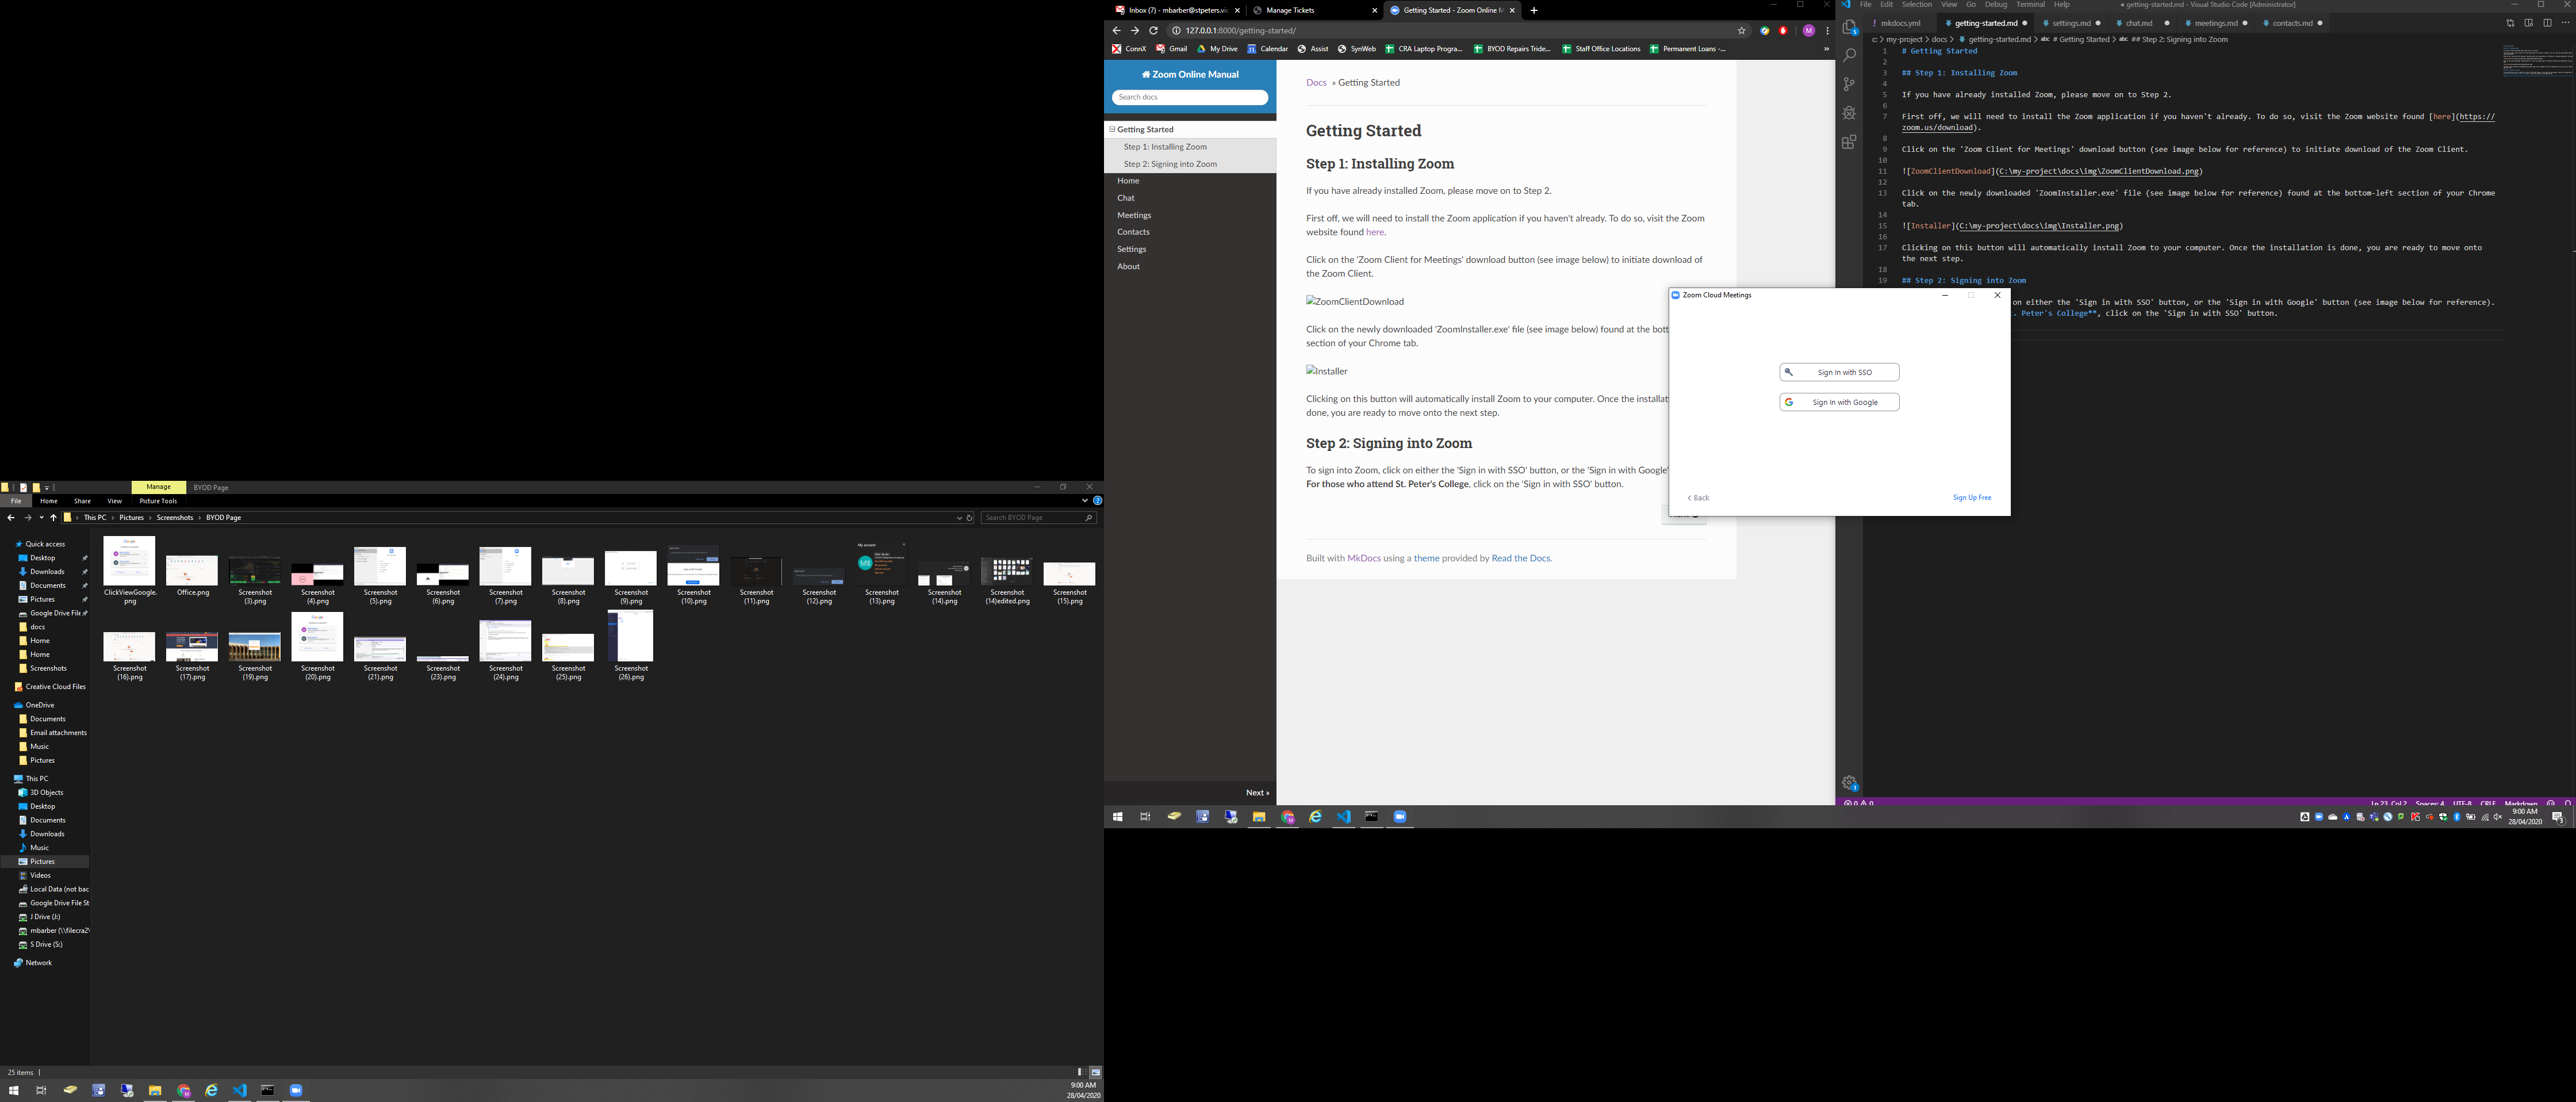 Manage
BYOD Page
File
Home
Share
View
Picture Tools
This PC
Pictures
Screenshots
BYOD Page
Search BYOD Page
Quick access
Desktop
Downloads
Documents
Pictures
Google Drive File
docs
Home
Home
Screenshots
Creative Cloud Files
OneDrive
Documents
Email attachments
Music
Pictures
This PC
3D Objects
Desktop
Documents
Downloads
Music
Pictures
Videos
Local Data (not bac
Google Drive File St
J Drive (J:)
mbarber (\\filecra2\
S Drive (S:)
Network
ClickViewGoogle.
png
Office.png
Screenshot
(3).png
Screenshot
(4).png
Screenshot
(5).png
Screenshot
(6).png
Screenshot
(7).png
Screenshot
(8).png
Screenshot
(9).png
Screenshot
(10).png
Screenshot
(11).png
Screenshot
(12).png
Screenshot
(13).png
Screenshot
(14).png
Screenshot
(14)edited.png
Screenshot
(15).png
Screenshot
(16).png
Screenshot
(17).png
Screenshot
(19).png
Screenshot
(20).png
Screenshot
(21).png
Screenshot
(23).png
Screenshot
(24).png
Screenshot
(25).png
Screenshot
(26).png
25 items
9:00 AM
28/04/2020
Inbox (7) - mbarber@stpeters.vic
Manage Tickets
Getting Started - Zoom Online M
127.0.0.1:8000/getting-started/
ConnX
Gmail
My Drive
Calendar
Assist
SynWeb
CRA Laptop Progra...
BYOD Repairs Tride...
Staff Office Locations
Permanent Loans -...
Zoom Online Manual
Search docs
Getting Started
Step 1: Installing Zoom
Step 2: Signing into Zoom
Home
Chat
Meetings
Contacts
Settings
About
Next »
Docs » Getting Started
Getting Started
Step 1: Installing Zoom
If you have already installed Zoom, please move on to Step 2.
First off, we will need to install the Zoom application if you haven't already. To do so, visit the Zoom
website found here.
Click on the 'Zoom Client for Meetings' download button (see image below) to initiate download of
the Zoom Client.
ZoomClientDownload
Click on the newly downloaded 'ZoomInstaller.exe' file (see image below) found at the bott
section of your Chrome tab.
Installer
Clicking on this button will automatically install Zoom to your computer. Once the installat
done, you are ready to move onto the next step.
Step 2: Signing into Zoom
To sign into Zoom, click on either the 'Sign in with SSO' button, or the 'Sign in with Google'
For those who attend St. Peter's College, click on the 'Sign in with SSO' button.
Built with MkDocs using a theme provided by Read the Docs.
Zoom Cloud Meetings
Sign In with SSO
Sign In with Google
Back
Sign Up Free
File Edit Selection View Go Debug Terminal Help
● getting-started.md - Visual Studio Code [Administrator]
! mkdocs.yml
getting-started.md ●
settings.md ●
chat.md ●
meetings.md ●
contacts.md ●
C: > my-project > docs > getting-started.md > abc # Getting Started > abc ## Step 2: Signing into Zoom
1 # Getting Started
2
3 ## Step 1: Installing Zoom
4
5 If you have already installed Zoom, please move on to Step 2.
6
7 First off, we will need to install the Zoom application if you haven't already. To do so, visit the Zoom website found [here](https://
zoom.us/download).
8
9 Click on the 'Zoom Client for Meetings' download button (see image below for reference) to initiate download of the Zoom Client.
10
11 ![ZoomClientDownload](C:\my-project\docs\img\ZoomClientDownload.png)
12
13 Click on the newly downloaded 'ZoomInstaller.exe' file (see image below for reference) found at the bottom-left section of your Chrome
tab.
14
15 ![Installer](C:\my-project\docs\img\Installer.png)
16
17 Clicking on this button will automatically install Zoom to your computer. Once the installation is done, you are ready to move onto
the next step.
18
19 ## Step 2: Signing into Zoom
on either the 'Sign in with SSO' button, or the 'Sign in with Google' button (see image below for reference).
. Peter's College**, click on the 'Sign in with SSO' button.
0 0
Ln 23, Col 2 Spaces: 4 UTF-8 CRLF Markdown
9:00 AM
28/04/2020